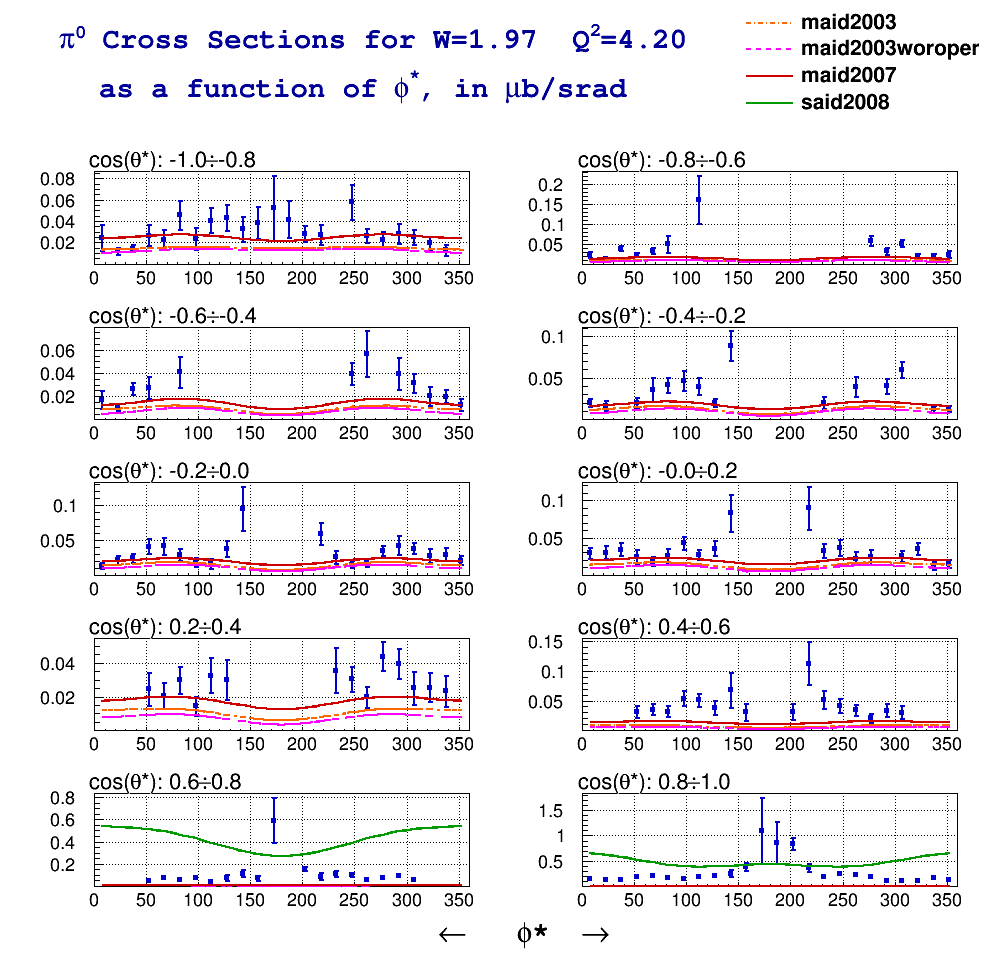 π⁰ Cross Sections for W=1.97 Q²=4.20
as a function of ϕ*, in μb/srad
maid2003
maid2003woroper
maid2007
said2008
cos(θ*): -1.0÷-0.8
0.08
0.06
0.04
0.02
0 50 100 150 200 250 300 350
cos(θ*): -0.8÷-0.6
0.2
0.15
0.1
0.05
0 50 100 150 200 250 300 350
cos(θ*): -0.6÷-0.4
0.06
0.04
0.02
0 50 100 150 200 250 300 350
cos(θ*): -0.4÷-0.2
0.1
0.05
0 50 100 150 200 250 300 350
cos(θ*): -0.2÷0.0
0.1
0.05
0 50 100 150 200 250 300 350
cos(θ*): -0.0÷0.2
0.1
0.05
0 50 100 150 200 250 300 350
cos(θ*): 0.2÷0.4
0.04
0.02
0 50 100 150 200 250 300 350
cos(θ*): 0.4÷0.6
0.15
0.1
0.05
0 50 100 150 200 250 300 350
cos(θ*): 0.6÷0.8
0.8
0.6
0.4
0.2
0 50 100 150 200 250 300 350
cos(θ*): 0.8÷1.0
1.5
1
0.5
0 50 100 150 200 250 300 350
← ϕ* →